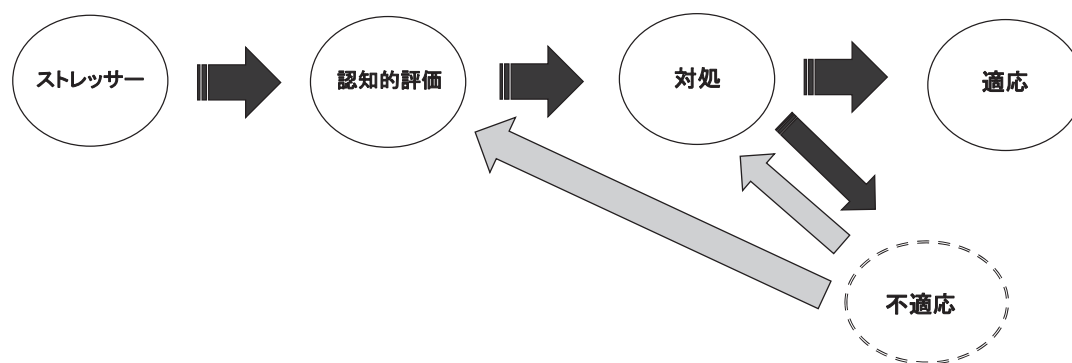 ストレッサー
認知的評価
対処
適応
不適応